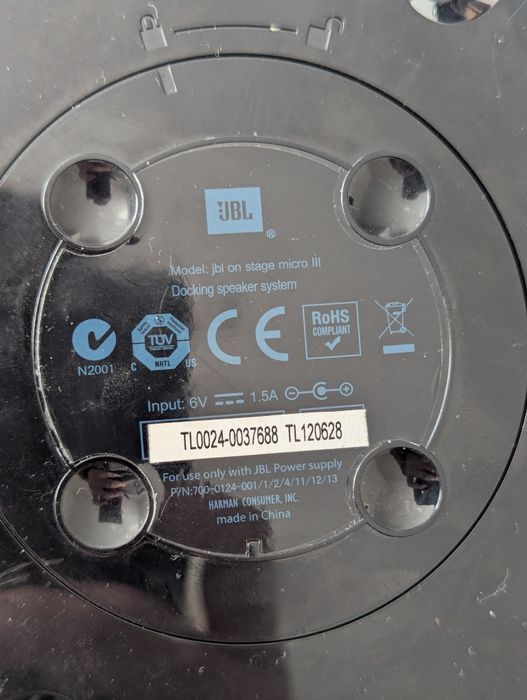 JBL
®
Model: jbl on stage micro III
Docking speaker system
N2001
TÜV
C NRTL US
CE
RoHS
COMPLIANT
Input: 6V 1.5A
TL0024-0037688 TL120628
For use only with JBL Power supply
P/N:700-0124-001/1/2/4/11/12/13
HARMAN CONSUMER, INC.
made in China